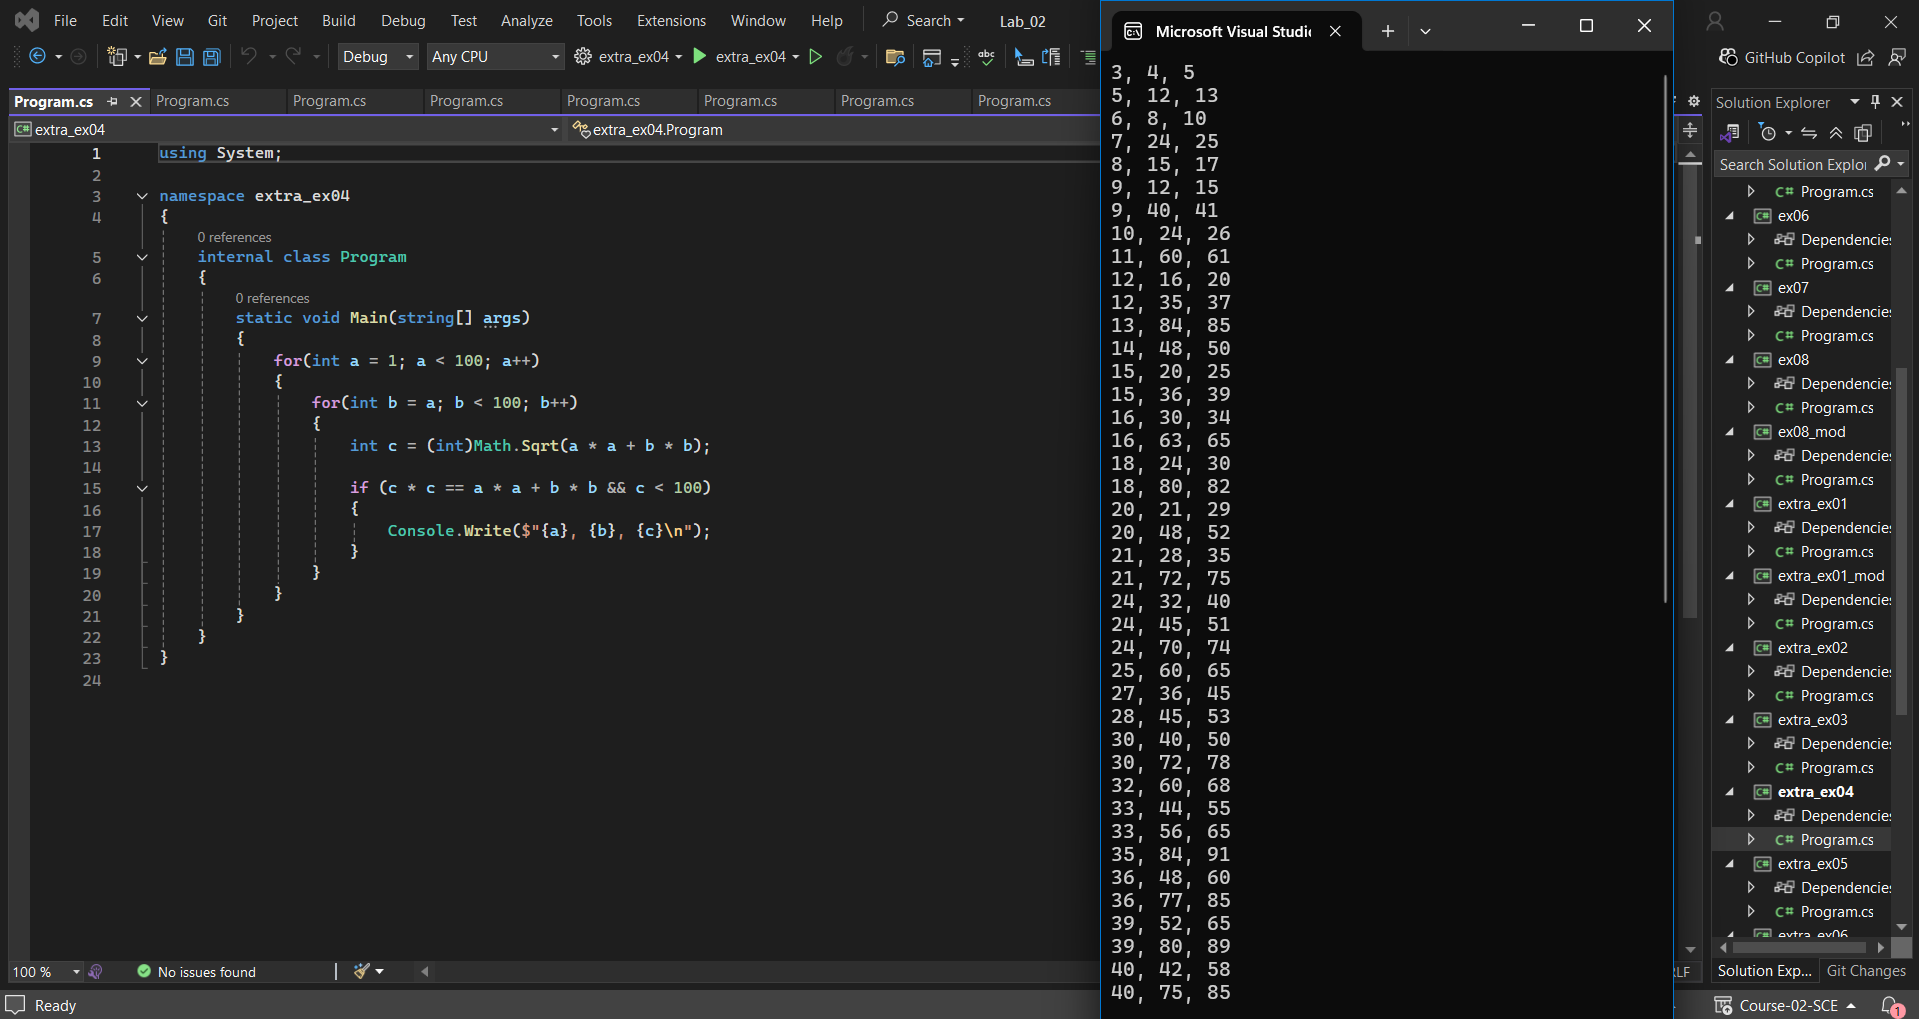 File Edit View Git Project Build Debug Test Analyze Tools Extensions Window Help Search Lab_02
Debug Any CPU extra_ex04 extra_ex04
GitHub Copilot
Program.cs Program.cs Program.cs Program.cs Program.cs Program.cs Program.cs Program.cs
extra_ex04 extra_ex04.Program
1 using System;
2
3 namespace extra_ex04
4 {
0 references
5 internal class Program
6 {
0 references
7 static void Main(string[] args)
8 {
9 for(int a = 1; a < 100; a++)
10 {
11 for(int b = a; b < 100; b++)
12 {
13 int c = (int)Math.Sqrt(a * a + b * b);
14
15 if (c * c == a * a + b * b && c < 100)
16 {
17 Console.Write($"{a}, {b}, {c}\n");
18 }
19 }
20 }
21 }
22 }
23 }
24
100 % No issues found
Ready
Microsoft Visual Studi
3, 4, 5
5, 12, 13
6, 8, 10
7, 24, 25
8, 15, 17
9, 12, 15
9, 40, 41
10, 24, 26
11, 60, 61
12, 16, 20
12, 35, 37
13, 84, 85
14, 48, 50
15, 20, 25
15, 36, 39
16, 30, 34
16, 63, 65
18, 24, 30
18, 80, 82
20, 21, 29
20, 48, 52
21, 28, 35
21, 72, 75
24, 32, 40
24, 45, 51
24, 70, 74
25, 60, 65
27, 36, 45
28, 45, 53
30, 40, 50
30, 72, 78
32, 60, 68
33, 44, 55
33, 56, 65
35, 84, 91
36, 48, 60
36, 77, 85
39, 52, 65
39, 80, 89
40, 42, 58
40, 75, 85
Solution Explorer
Search Solution Explor
C# Program.cs
C# ex06
Dependencies
C# Program.cs
C# ex07
Dependencies
C# Program.cs
C# ex08
Dependencies
C# Program.cs
C# ex08_mod
Dependencies
C# Program.cs
C# extra_ex01
Dependencies
C# Program.cs
C# extra_ex01_mod
Dependencies
C# Program.cs
C# extra_ex02
Dependencies
C# Program.cs
C# extra_ex03
Dependencies
C# Program.cs
C# extra_ex04
Dependencies
C# Program.cs
C# extra_ex05
Dependencies
C# Program.cs
extra_ex06
LF
Solution Exp... Git Changes
Course-02-SCE 1